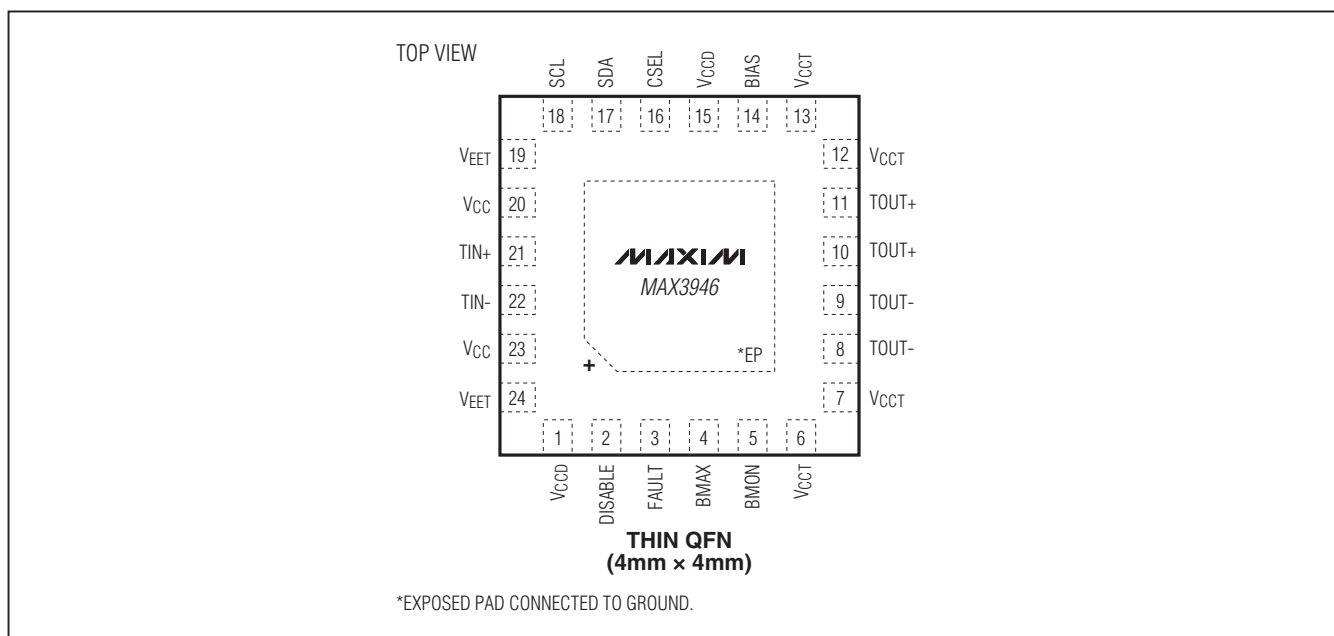 TOP VIEW
SCL
SDA
CSEL
VCCD
BIAS
VCCT
18
17
16
15
14
13
VEET 19
VCC 20
TIN+ 21
TIN- 22
VCC 23
VEET 24
12 VCCT
11 TOUT+
10 TOUT+
9 TOUT-
8 TOUT-
7 VCCT
MAXIM
MAX3946
*EP
+
1
2
3
4
5
6
VCCD
DISABLE
FAULT
BMAX
BMON
VCCT
THIN QFN
(4mm × 4mm)
*EXPOSED PAD CONNECTED TO GROUND.